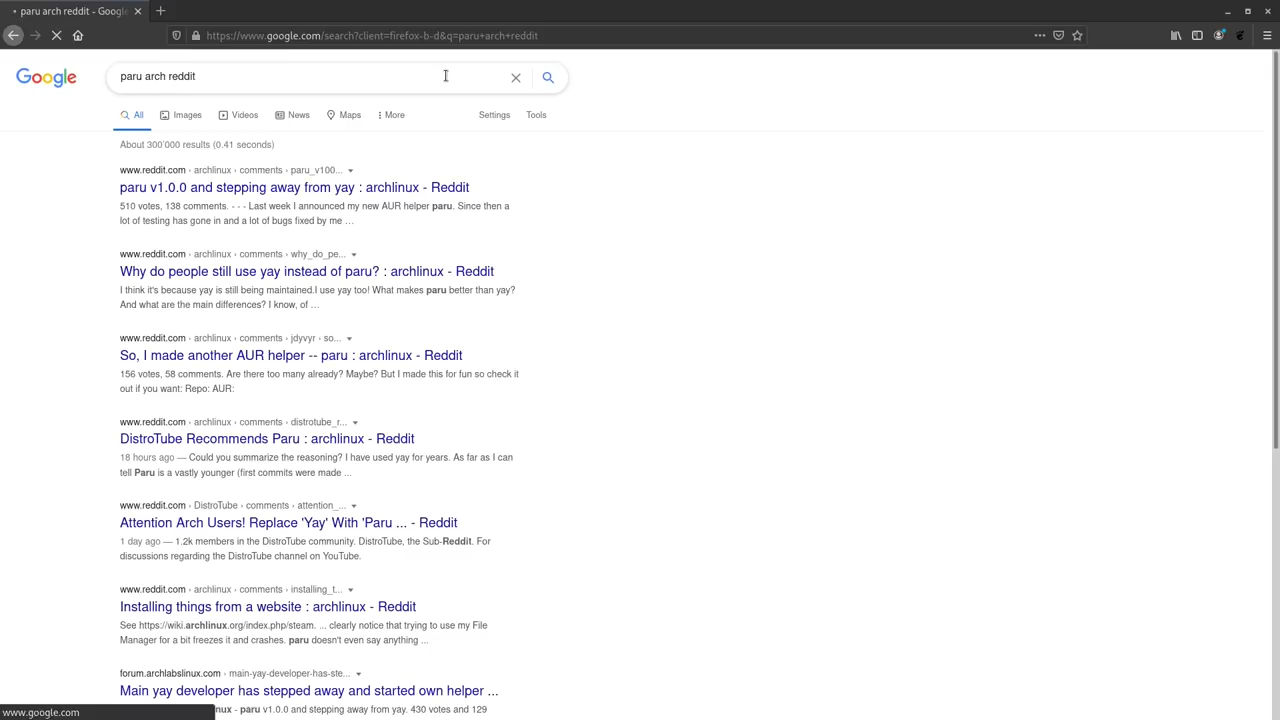 paru arch reddit - Google
https://www.google.com/search?client=firefox-b-d&q=paru+arch+reddit
Google
paru arch reddit
All Images Videos News Maps More Settings Tools
About 300'000 results (0.41 seconds)
www.reddit.com › archlinux › comments › paru_v100...
paru v1.0.0 and stepping away from yay : archlinux - Reddit
510 votes, 138 comments. - - - Last week I announced my new AUR helper paru. Since then a
lot of testing has gone in and a lot of bugs fixed by me ...
www.reddit.com › archlinux › comments › why_do_pe...
Why do people still use yay instead of paru? : archlinux - Reddit
I think it's because yay is still being maintained.I use yay too! What makes paru better than yay?
And what are the main differences? I know, of ...
www.reddit.com › archlinux › comments › jdyvyr › so...
So, I made another AUR helper -- paru : archlinux - Reddit
156 votes, 58 comments. Are there too many already? Maybe? But I made this for fun so check it
out if you want: Repo: AUR:
www.reddit.com › archlinux › comments › distrotube_r...
DistroTube Recommends Paru : archlinux - Reddit
18 hours ago — Could you summarize the reasoning? I have used yay for years. As far as I can
tell Paru is a vastly younger (first commits were made ...
www.reddit.com › DistroTube › comments › attention_...
Attention Arch Users! Replace 'Yay' With 'Paru ... - Reddit
1 day ago — 1.2k members in the DistroTube community. DistroTube, the Sub-Reddit. For
discussions regarding the DistroTube channel on YouTube.
www.reddit.com › archlinux › comments › installing_t...
Installing things from a website : archlinux - Reddit
See https://wiki.archlinux.org/index.php/steam. ... clearly notice that trying to use my File
Manager for a bit freezes it and crashes. paru doesn't even say anything ...
forum.archlabslinux.com › main-yay-developer-has-ste...
Main yay developer has stepped away and started own helper ...
nux - paru v1.0.0 and stepping away from yay. 430 votes and 129
www.google.com